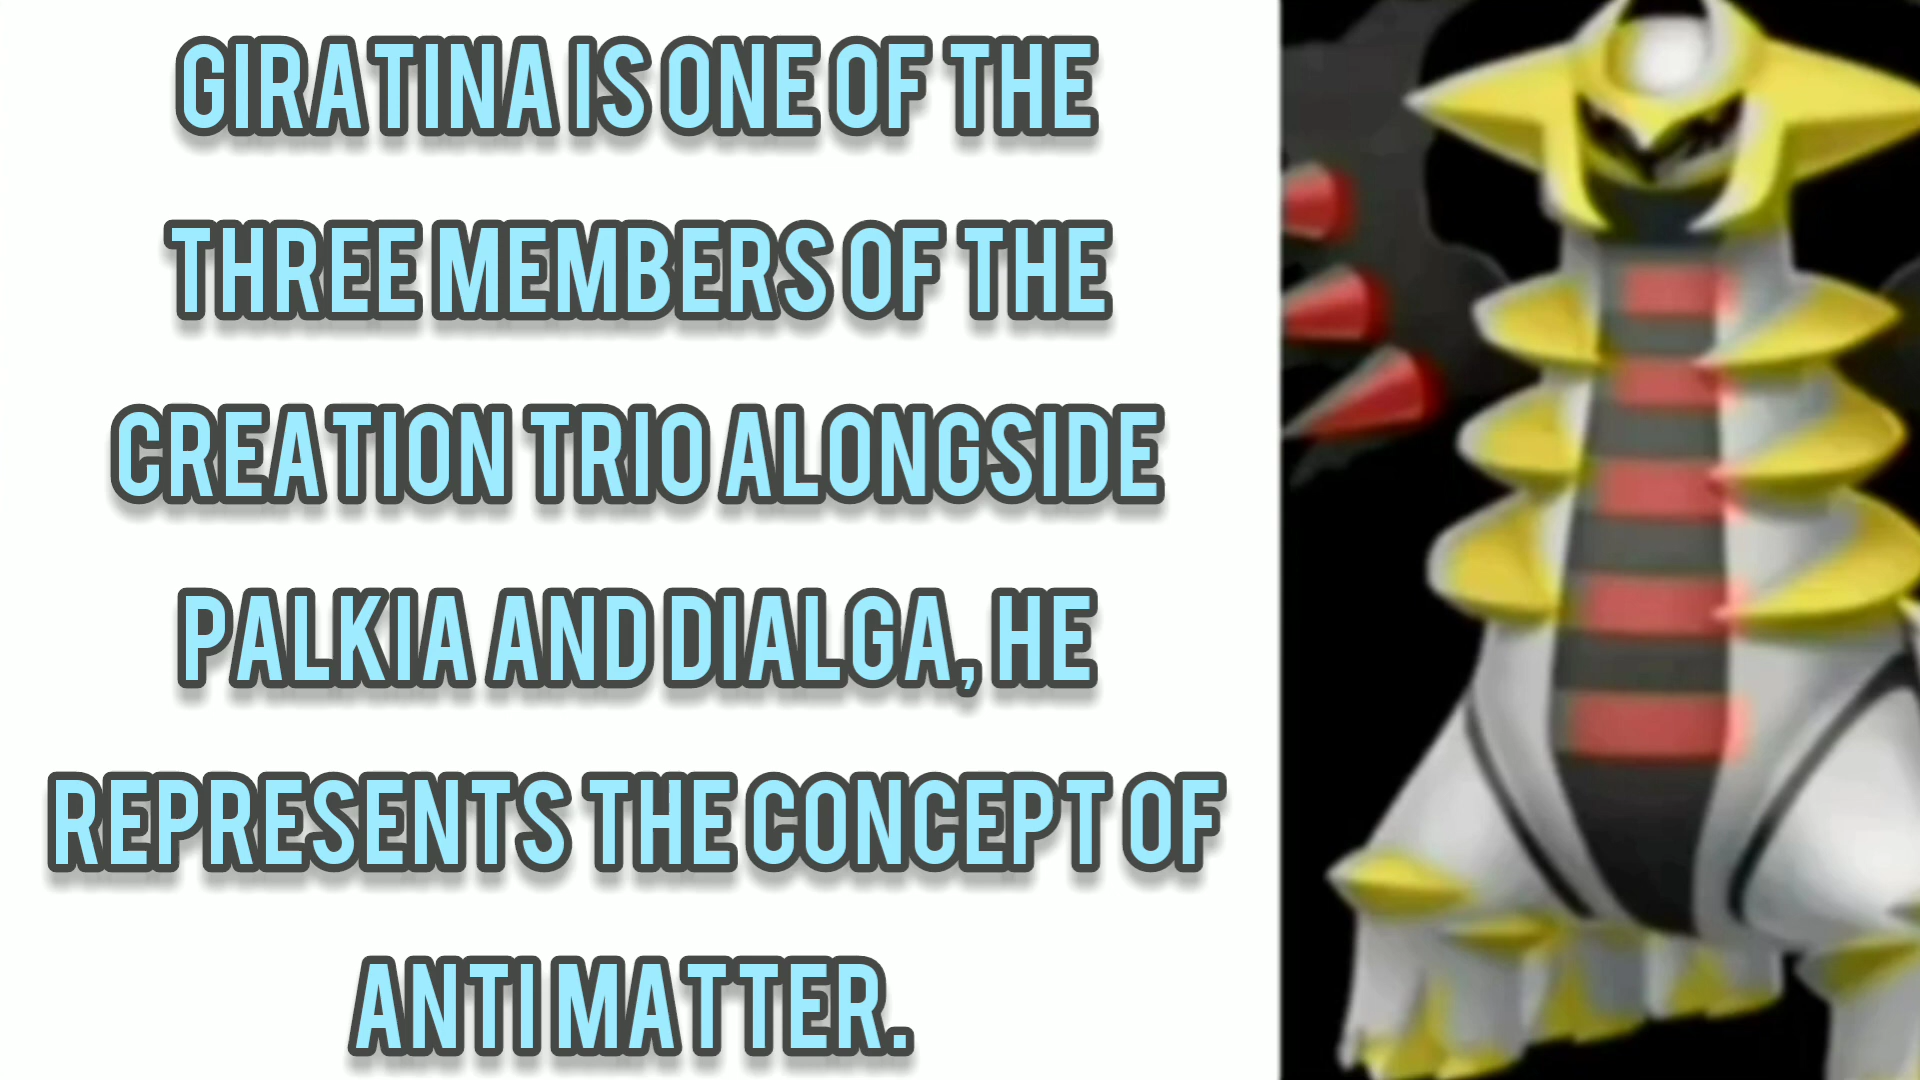 GIRATINA IS ONE OF THE
THREE MEMBERS OF THE
CREATION TRIO ALONGSIDE
PALKIA AND DIALGA, HE
REPRESENTS THE CONCEPT OF
ANTI MATTER.